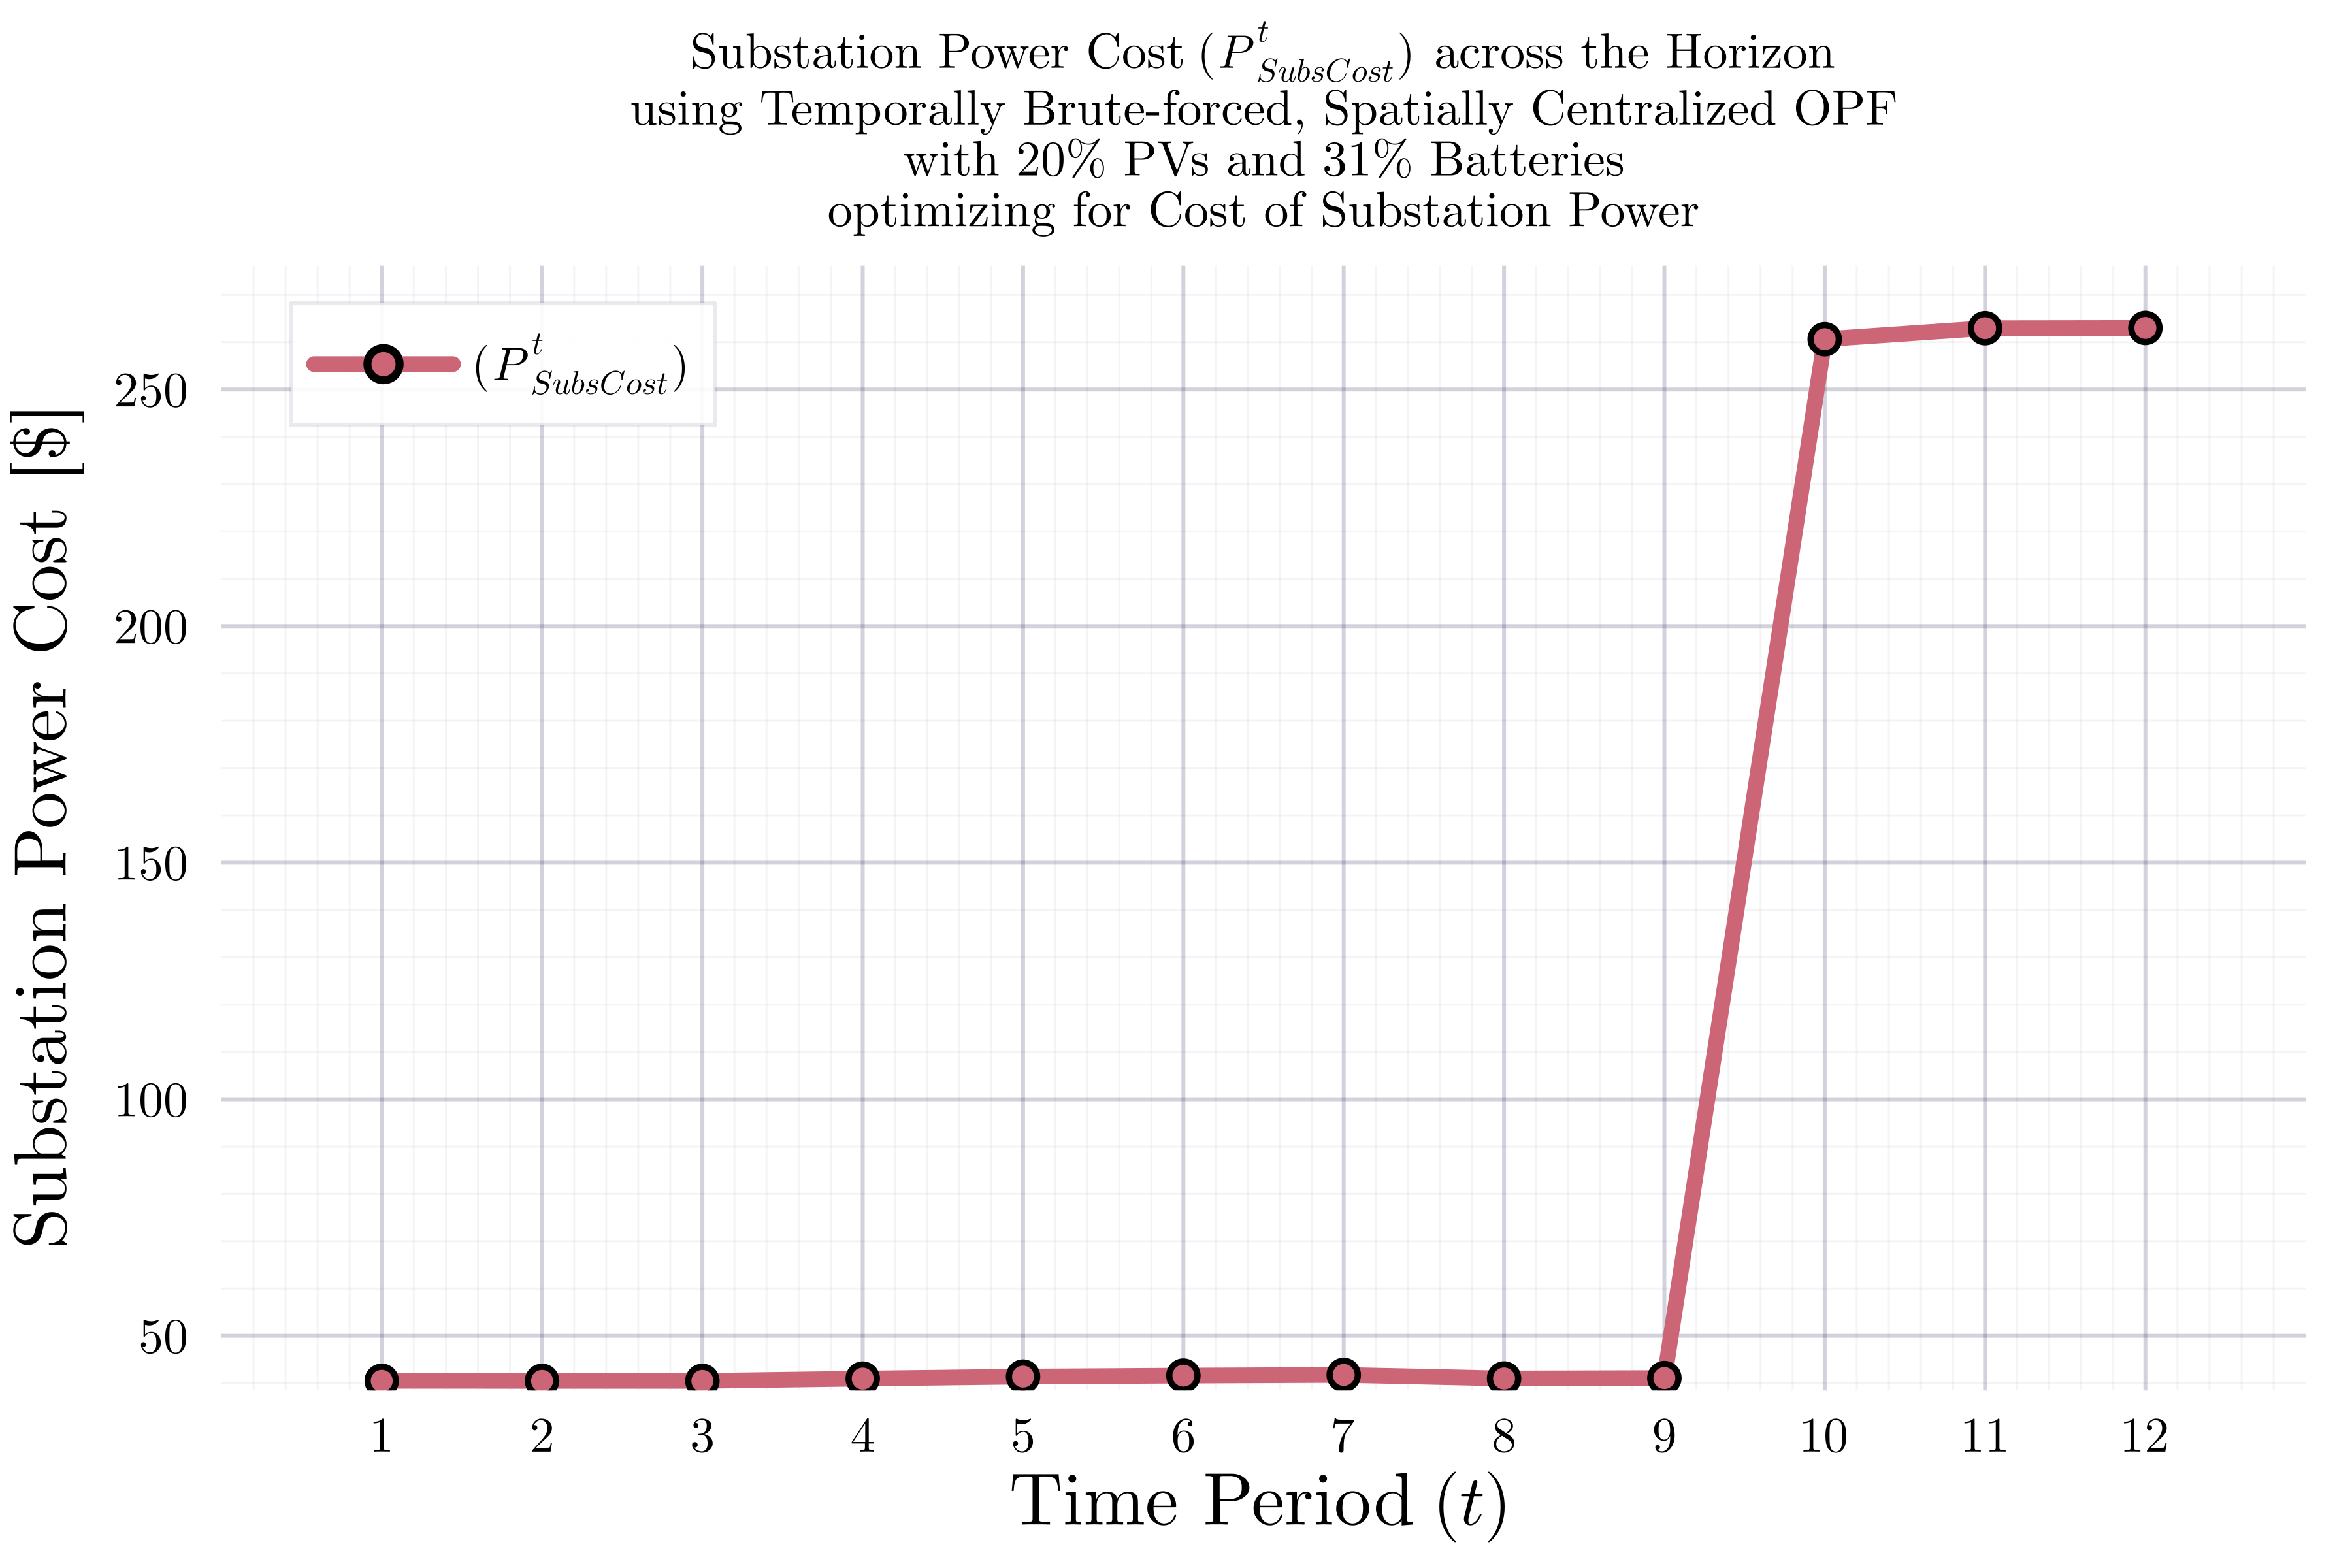 Substation Power Cost (P^t_SubsCost) across the Horizon
using Temporally Brute-forced, Spatially Centralized OPF
with 20% PVs and 31% Batteries
optimizing for Cost of Substation Power
(P^t_SubsCost)
Substation Power Cost [$]
250
200
150
100
50
1 2 3 4 5 6 7 8 9 10 11 12
Time Period (t)